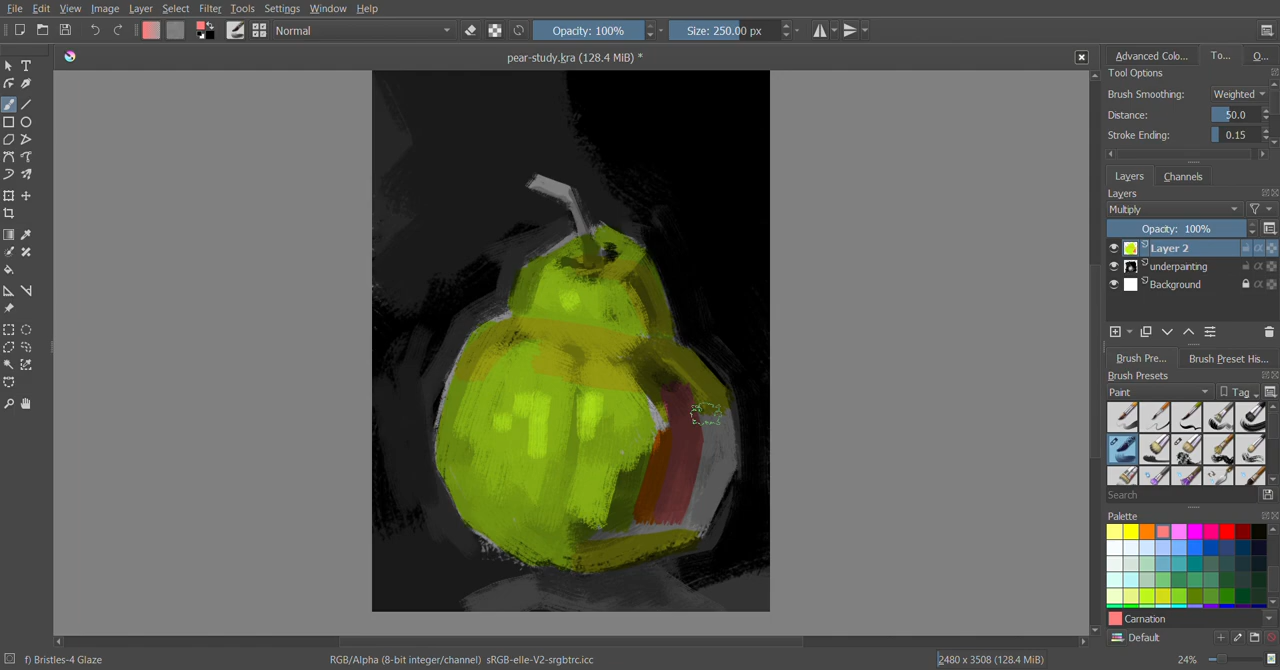 File Edit View Image Layer Select Filter Tools Settings Window Help
Normal Opacity: 100% Size: 250.00 px
pear-study.kra (128.4 MiB) *
Advanced Colo... To... O...
Tool Options
Brush Smoothing: Weighted
Distance: 50.0
Stroke Ending: 0.15
Layers Channels
Layers
Multiply
Opacity: 100%
Layer 2
underpainting
Background
Brush Pre... Brush Preset His...
Brush Presets
Paint Tag
Search
Palette
Carnation
Default
f) Bristles-4 Glaze RGB/Alpha (8-bit integer/channel) sRGB-elle-V2-srgbtrc.icc 2480 x 3508 (128.4 MiB) 24%